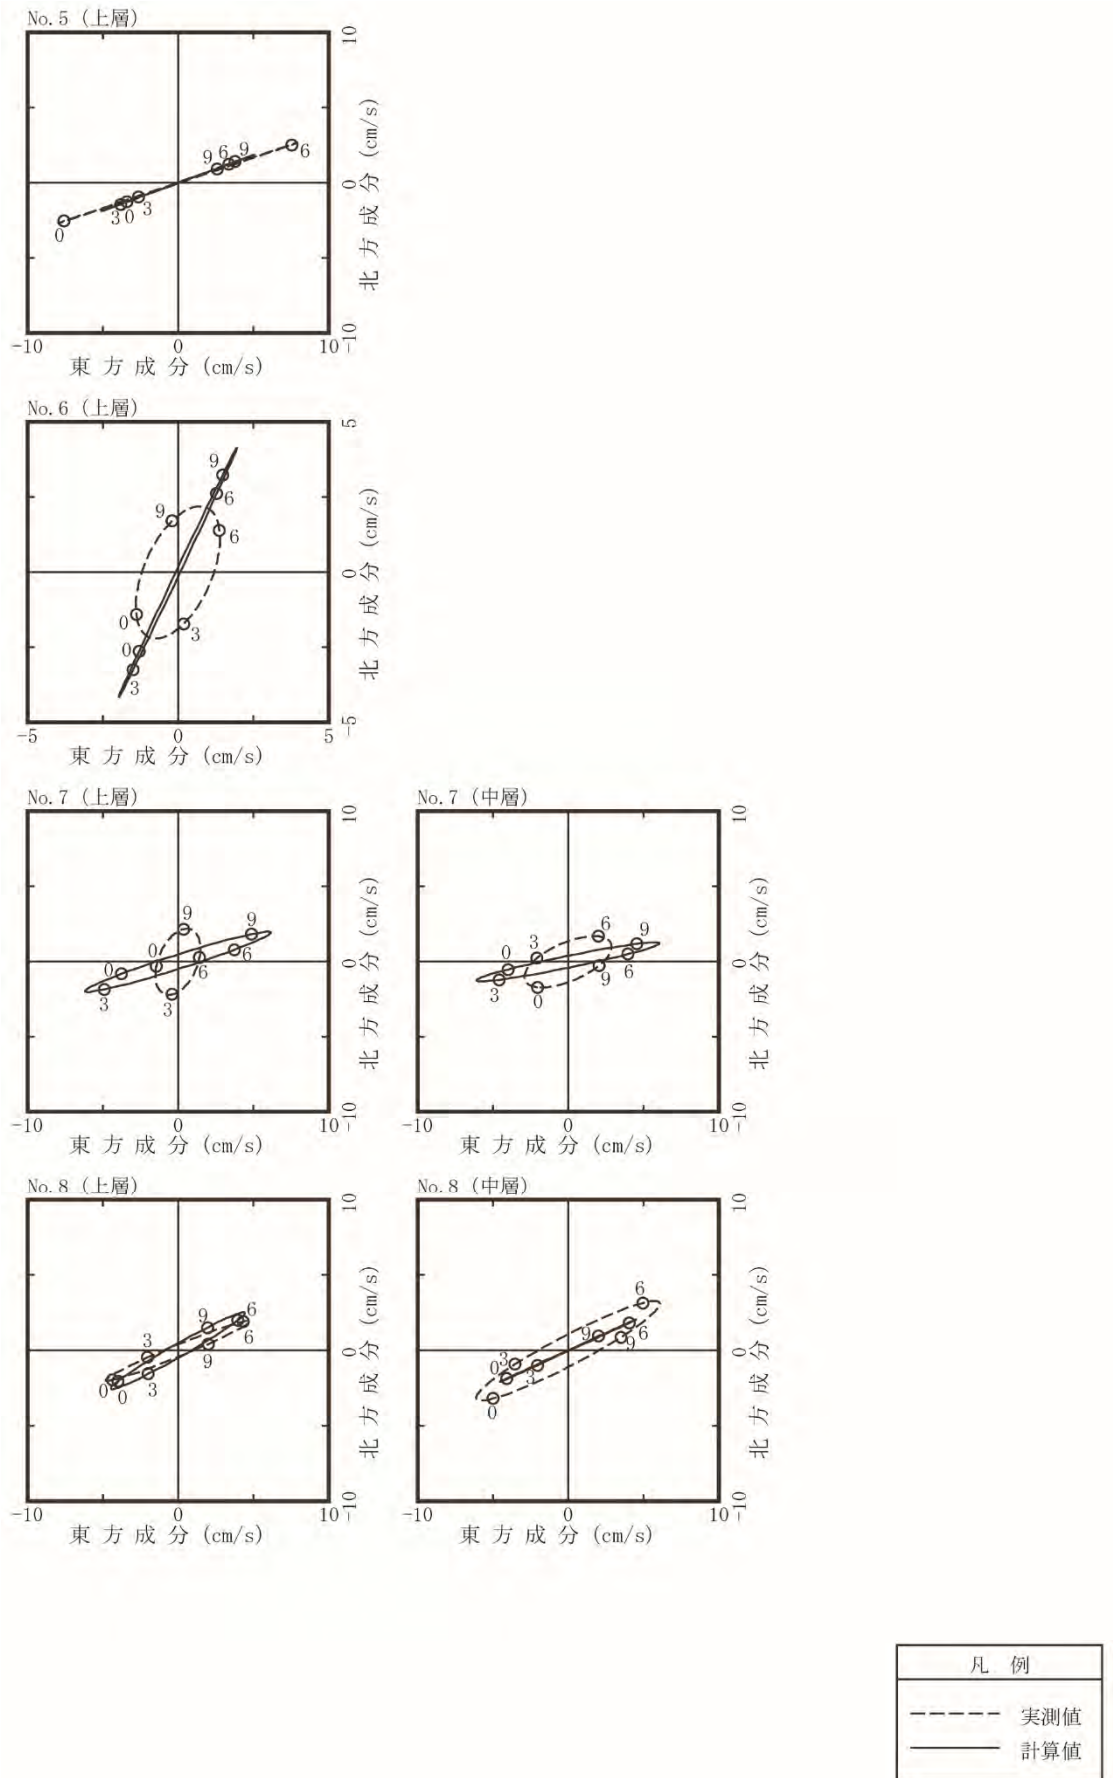 No.5 (上層)
10
0
-10
北方成分 (cm/s)
9 6 9
6
3 0 3
0
-10 0 10
東方成分 (cm/s)
No.6 (上層)
5
0
-5
北方成分 (cm/s)
9
6
9
6
0
3
0
3
-5 0 5
東方成分 (cm/s)
No.7 (上層)
10
0
-10
北方成分 (cm/s)
9 9
0 0
6 6
3 3
-10 0 10
東方成分 (cm/s)
No.7 (中層)
10
0
-10
北方成分 (cm/s)
6
3 9
0
9 6
3 0
-10 0 10
東方成分 (cm/s)
No.8 (上層)
10
0
-10
北方成分 (cm/s)
9 6
3 6
9
0 0 3
-10 0 10
東方成分 (cm/s)
No.8 (中層)
10
0
-10
北方成分 (cm/s)
6
9 6
3 9
0 3
0
-10 0 10
東方成分 (cm/s)
凡 例
実測値
計算値